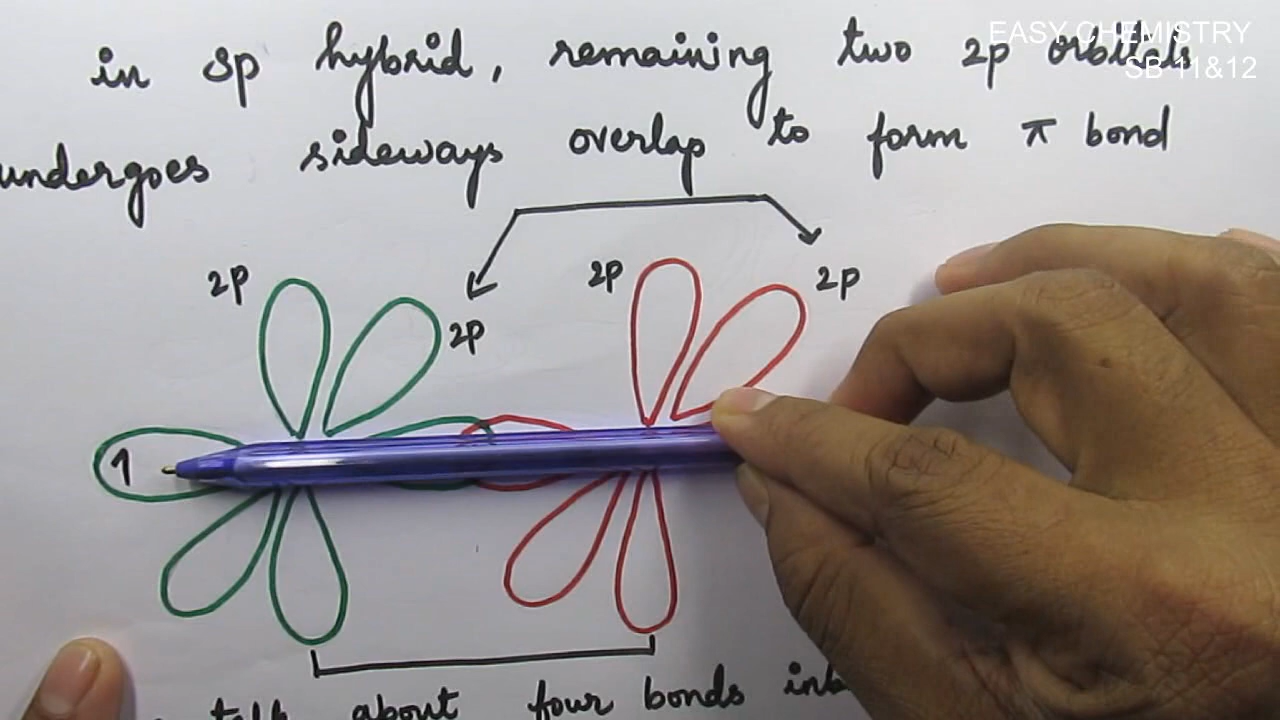 EASY CHEMISTRY
SB 11&12
in sp hybrid, remaining two 2p orbitals
undergoes sideways overlap to form π bond
2p
2p
2p
2p
1
talk about four bonds